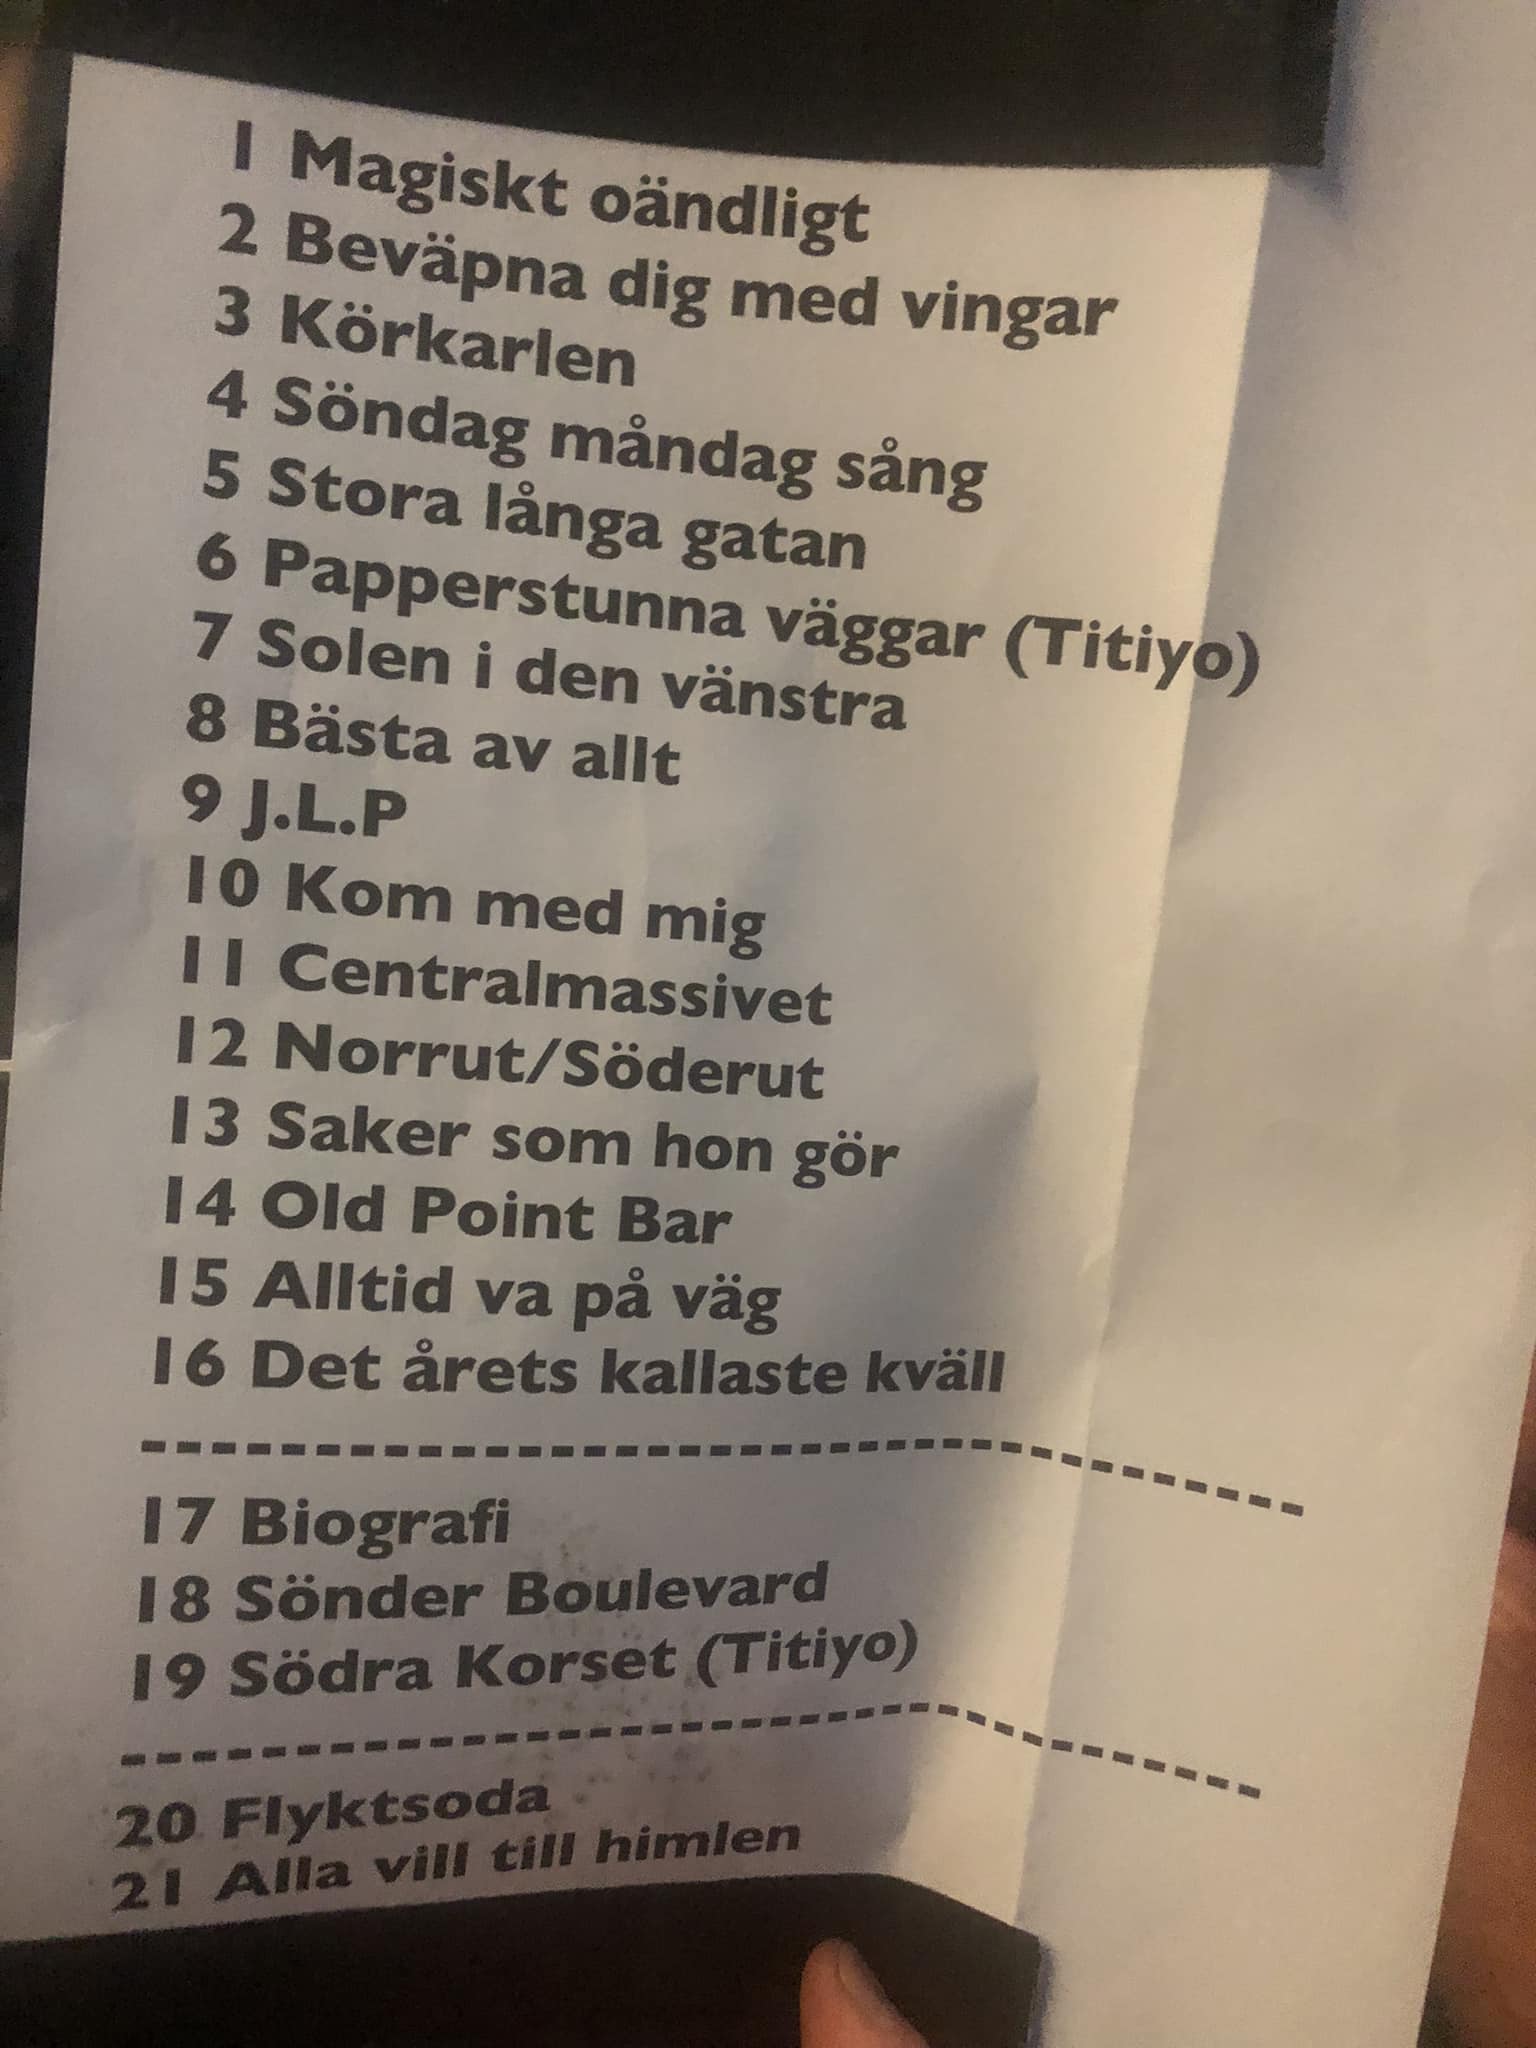 1 Magiskt oändligt
2 Beväpna dig med vingar
3 Körkarlen
4 Söndag måndag sång
5 Stora långa gatan
6 Papperstunna väggar (Titiyo)
7 Solen i den vänstra
8 Bästa av allt
9 J.L.P
10 Kom med mig
11 Centralmassivet
12 Norrut/Söderut
13 Saker som hon gör
14 Old Point Bar
15 Alltid va på väg
16 Det årets kallaste kväll
---------------------------------
17 Biografi
18 Sönder Boulevard
19 Södra Korset (Titiyo)
---------------------------------
20 Flyktsoda
21 Alla vill till himlen